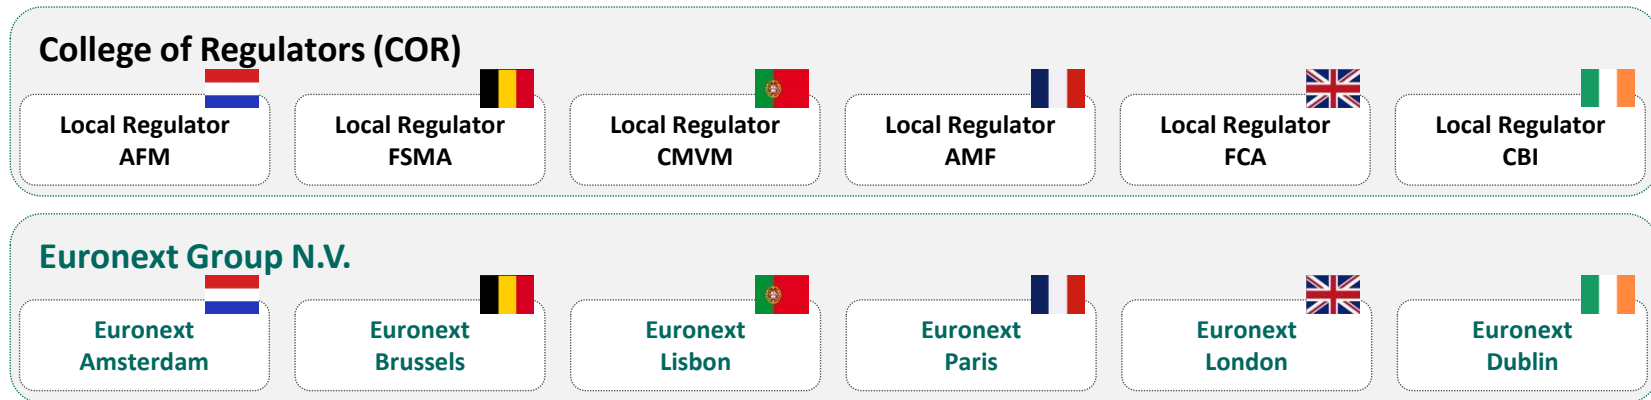 College of Regulators (COR)
Local Regulator
AFM
Local Regulator
FSMA
Local Regulator
CMVM
Local Regulator
AMF
Local Regulator
FCA
Local Regulator
CBI
Euronext Group N.V.
Euronext
Amsterdam
Euronext
Brussels
Euronext
Lisbon
Euronext
Paris
Euronext
London
Euronext
Dublin